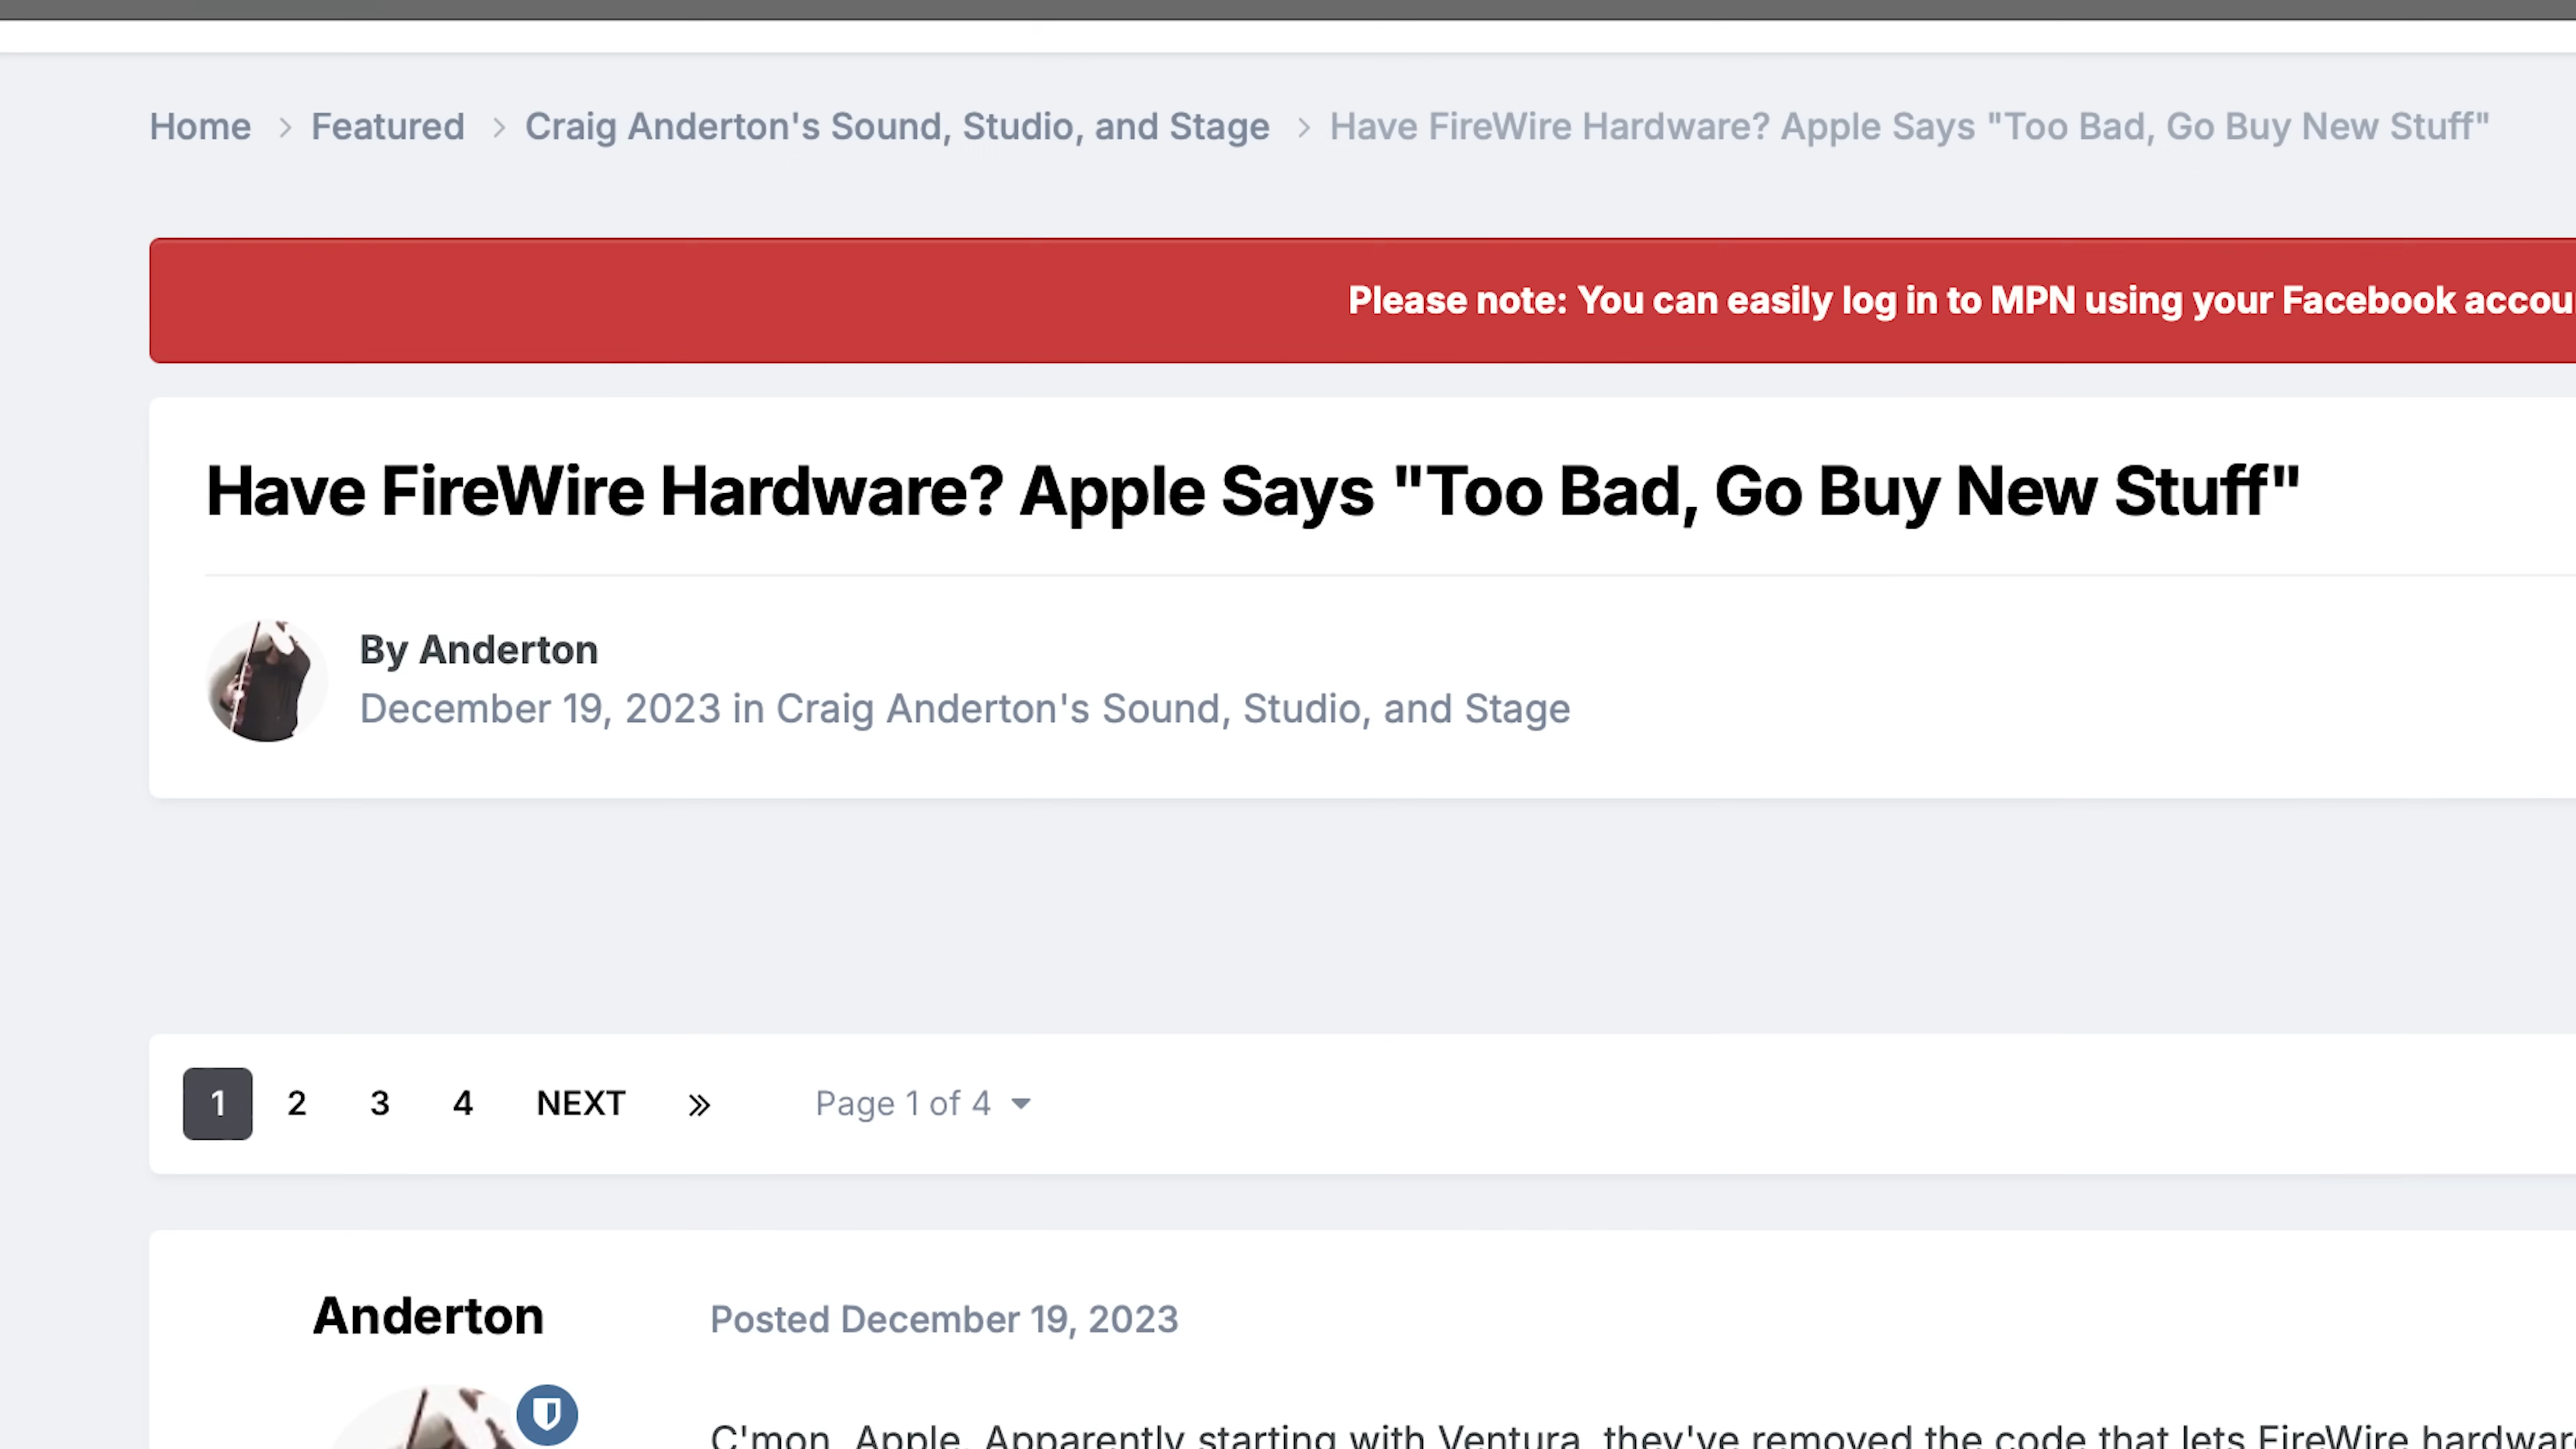 Home > Featured > Craig Anderton's Sound, Studio, and Stage > Have FireWire Hardware? Apple Says "Too Bad, Go Buy New Stuff"
Please note: You can easily log in to MPN using your Facebook accou
Have FireWire Hardware? Apple Says "Too Bad, Go Buy New Stuff"
By Anderton
December 19, 2023 in Craig Anderton's Sound, Studio, and Stage
1 2 3 4 NEXT » Page 1 of 4
Anderton
Posted December 19, 2023
C'mon, Apple. Apparently starting with Ventura, they've removed the code that lets FireWire hardwar